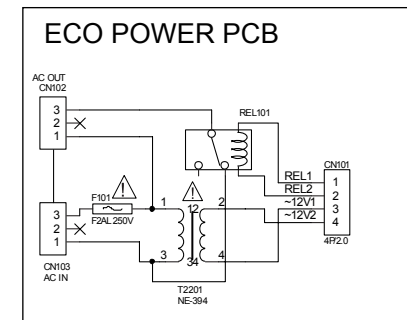 ECO POWER PCB
AC OUT
CN102
3
2
1
REL101
CN101
REL1
REL2
~12V1
~12V2
1
2
3
4
4P/2.0
F101
F2AL 250V
3
2
1
CN103
AC IN
1
12
2
3
34
4
T2201
NE-394